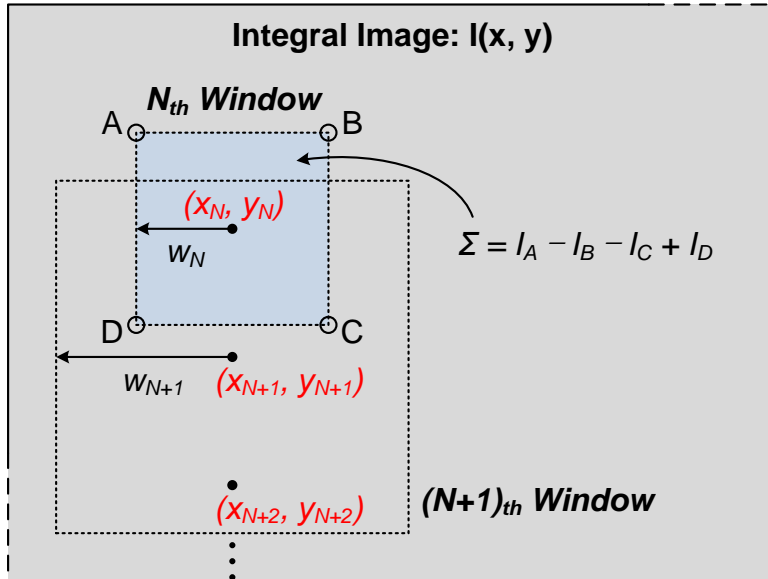 Integral Image: I(x, y)
Nth Window
A
B
(xN, yN)
wN
Σ = IA − IB − IC + ID
D
C
wN+1
(xN+1, yN+1)
(xN+2, yN+2)
(N+1)th Window